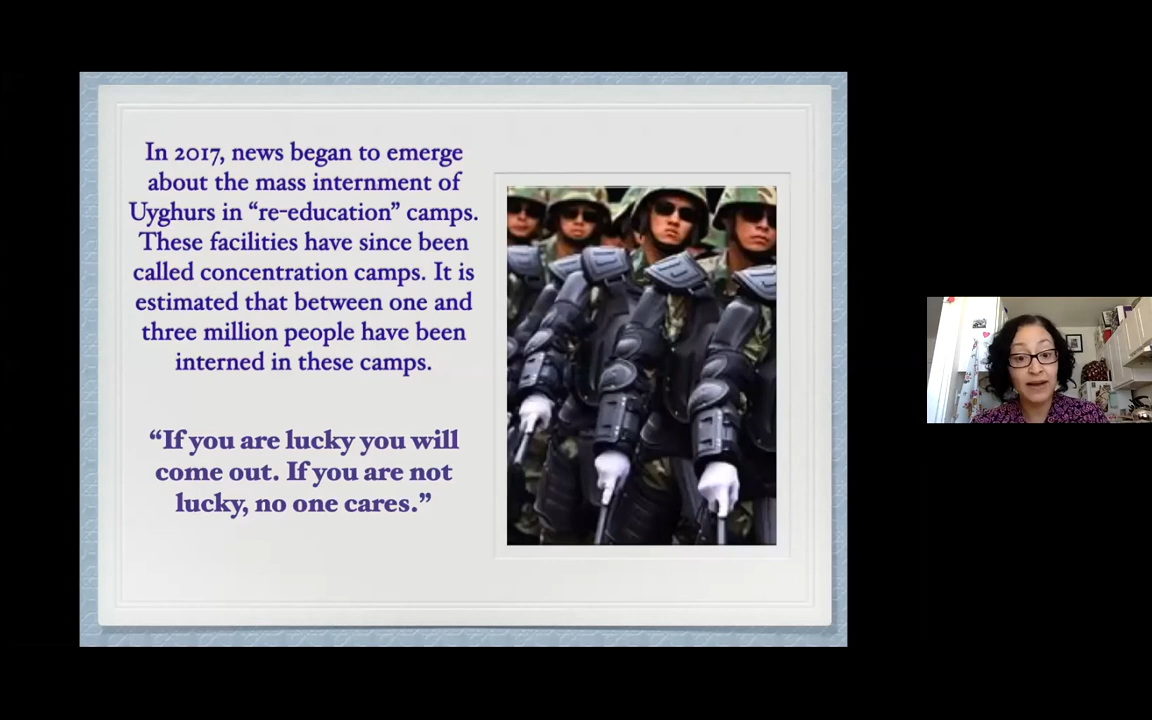 In 2017, news began to emerge
about the mass internment of
Uyghurs in “re-education” camps.
These facilities have since been
called concentration camps. It is
estimated that between one and
three million people have been
interned in these camps.
“If you are lucky you will
come out. If you are not
lucky, no one cares.”